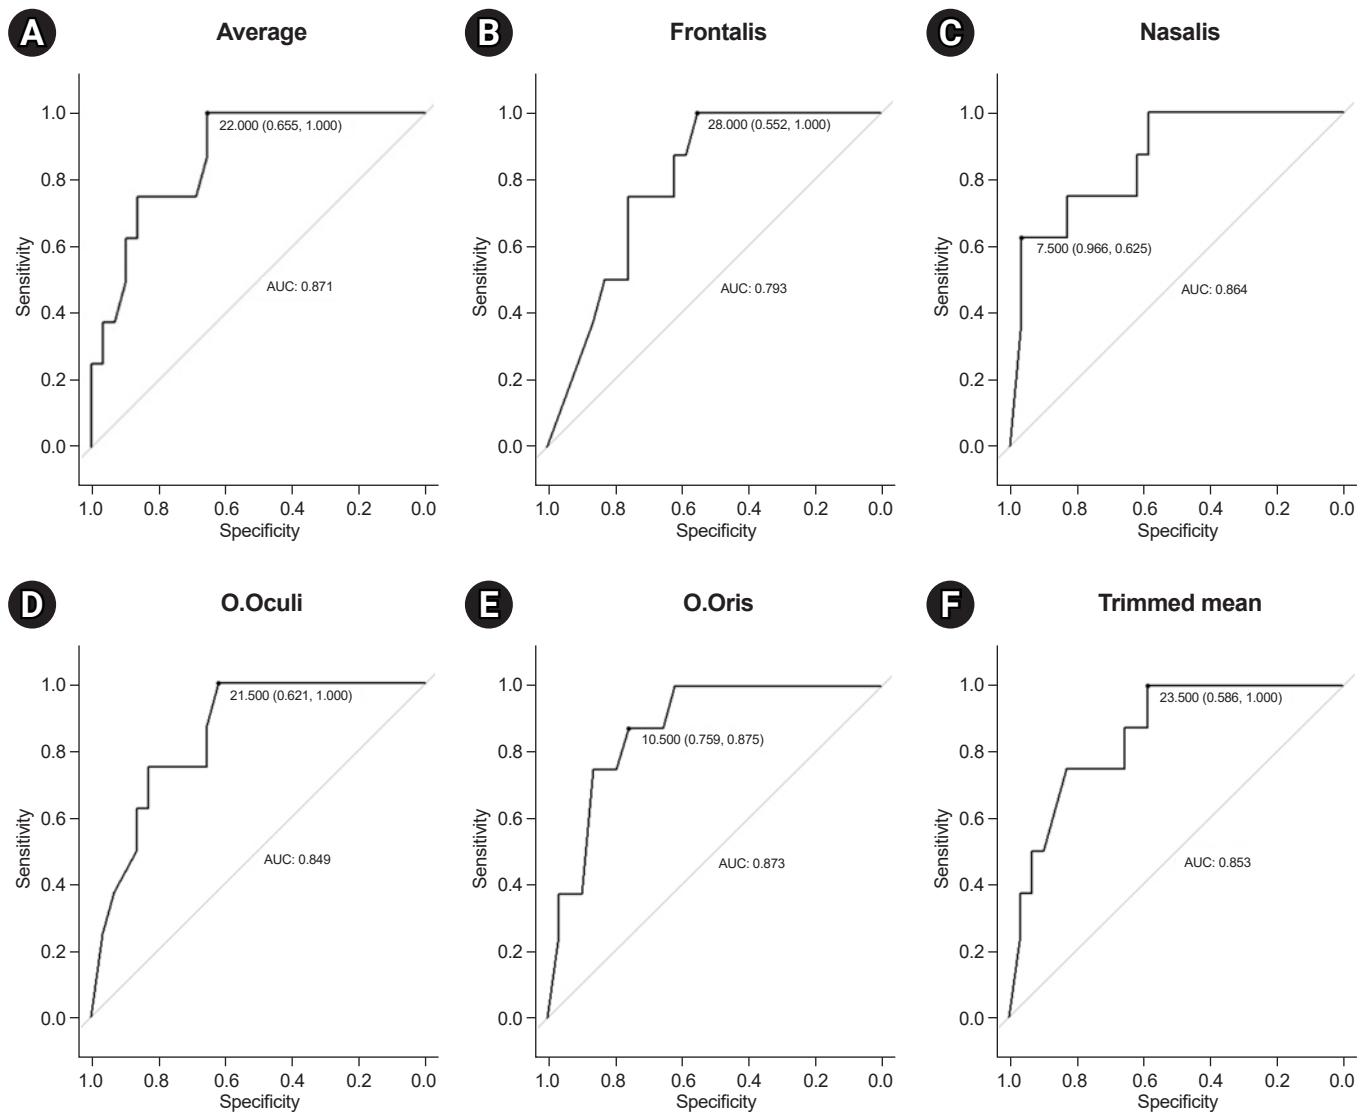 A
Average
1.0
0.8
0.6
0.4
0.2
0.0
Sensitivity
22.000 (0.655, 1.000)
AUC: 0.871
1.0 0.8 0.6 0.4 0.2 0.0
Specificity
B
Frontalis
1.0
0.8
0.6
0.4
0.2
0.0
Sensitivity
28.000 (0.552, 1.000)
AUC: 0.793
1.0 0.8 0.6 0.4 0.2 0.0
Specificity
C
Nasalis
1.0
0.8
0.6
0.4
0.2
0.0
Sensitivity
7.500 (0.966, 0.625)
AUC: 0.864
1.0 0.8 0.6 0.4 0.2 0.0
Specificity
D
O.Oculi
1.0
0.8
0.6
0.4
0.2
0.0
Sensitivity
21.500 (0.621, 1.000)
AUC: 0.849
1.0 0.8 0.6 0.4 0.2 0.0
Specificity
E
O.Oris
1.0
0.8
0.6
0.4
0.2
0.0
Sensitivity
10.500 (0.759, 0.875)
AUC: 0.873
1.0 0.8 0.6 0.4 0.2 0.0
Specificity
F
Trimmed mean
1.0
0.8
0.6
0.4
0.2
0.0
Sensitivity
23.500 (0.586, 1.000)
AUC: 0.853
1.0 0.8 0.6 0.4 0.2 0.0
Specificity